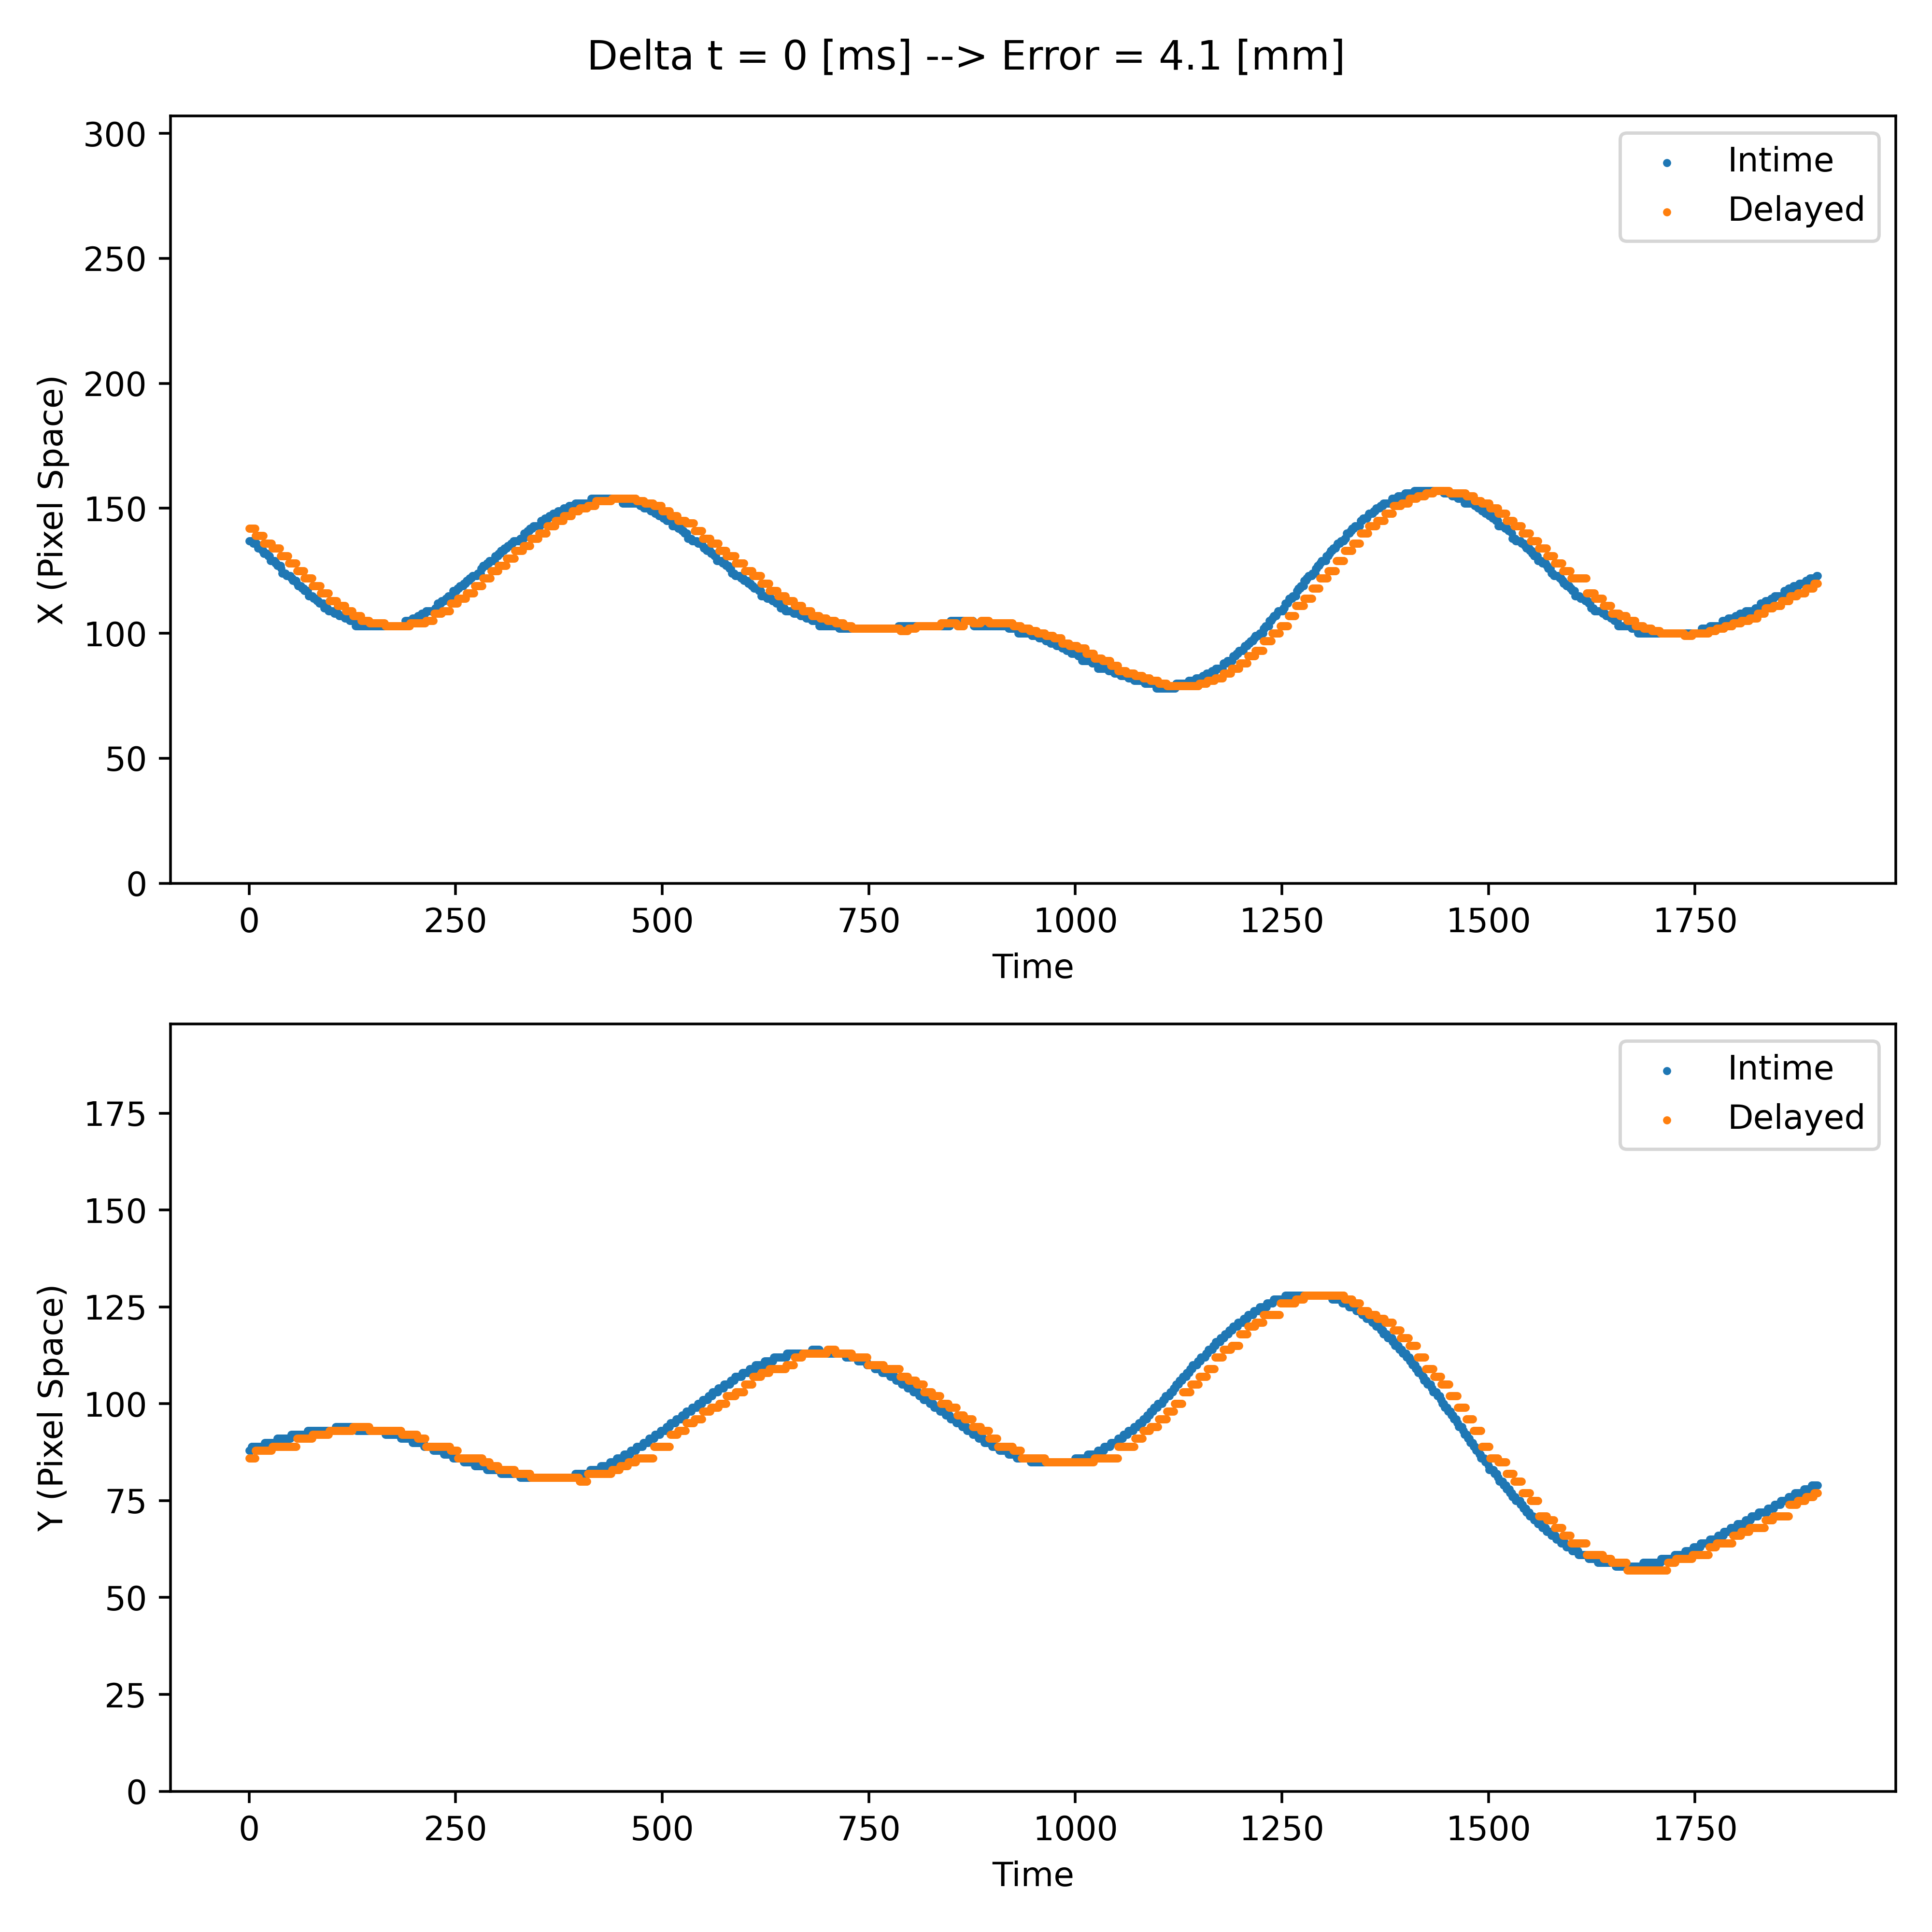 Delta t = 0 [ms] --> Error = 4.1 [mm]
300
250
200
150
100
50
0
X (Pixel Space)
Intime
Delayed
0 250 500 750 1000 1250 1500 1750
Time
175
150
125
100
75
50
25
0
Y (Pixel Space)
Intime
Delayed
0 250 500 750 1000 1250 1500 1750
Time